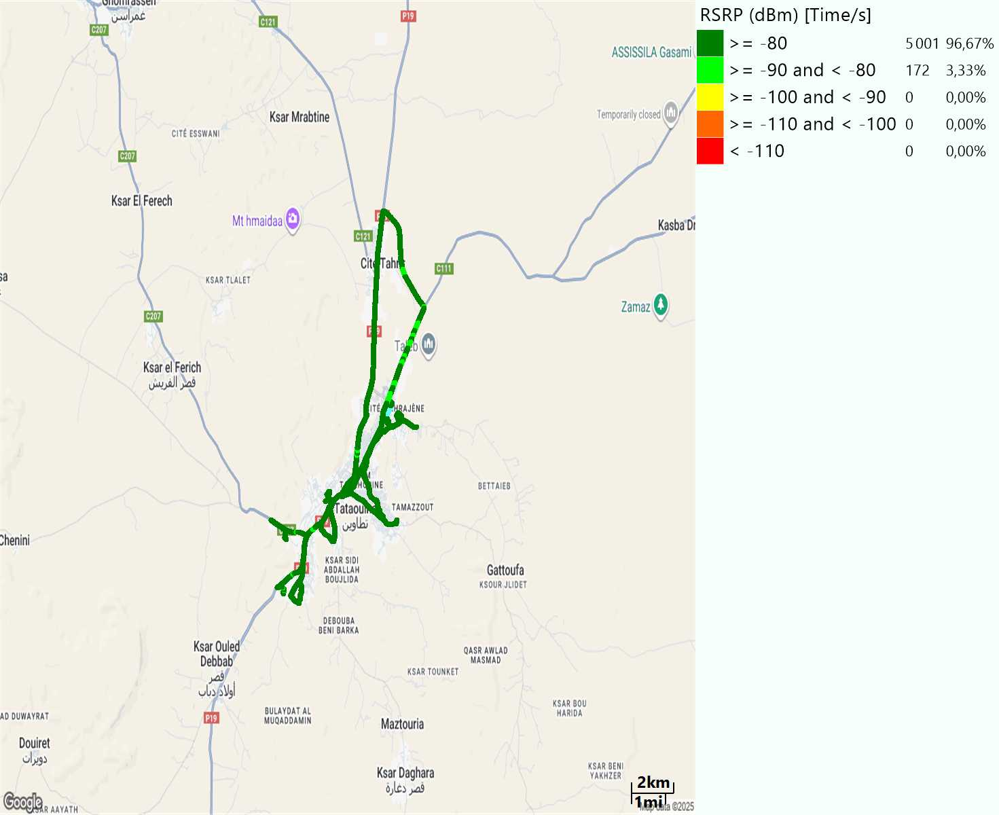 Ghomrassen
غمراسن
C207
C121
P19
RSRP (dBm) [Time/s]
>= -80 5 001 96,67%
>= -90 and < -80 172 3,33%
>= -100 and < -90 0 0,00%
>= -110 and < -100 0 0,00%
< -110 0 0,00%
ASSISSILA Gasami
Temporarily closed
Ksar Mrabtine
CITÉ ESSWANI
C207
Ksar El Ferech
Mt hmaidaa
C121
Kasba
Cité
C111
KSAR TLALET
Zamaz
C207
Ksar el Ferich
قصر الفريش
BETTAIEB
TAMAZZOUT
تطاوين
Chenini
KSAR SIDI
ABDALLAH
BOUJLIDA
Gattoufa
KSOUR JLIDET
DEBOUBA
BENI BARKA
Ksar Ouled
Debbab
قصر
أولاد دباب
QASR AWLAD
MASMAD
KSAR TOUNKET
KSAR BOU
HARIDA
BULAYDAT AL
MUQADDAMIN
P19
AD DUWAYRAT
Maztouria
Douiret
دويرات
KSAR BENI
YAKHZER
Ksar Daghara
قصر دغارة
2km
1mi
Google
KSAR AAYATH
Map data ©2025